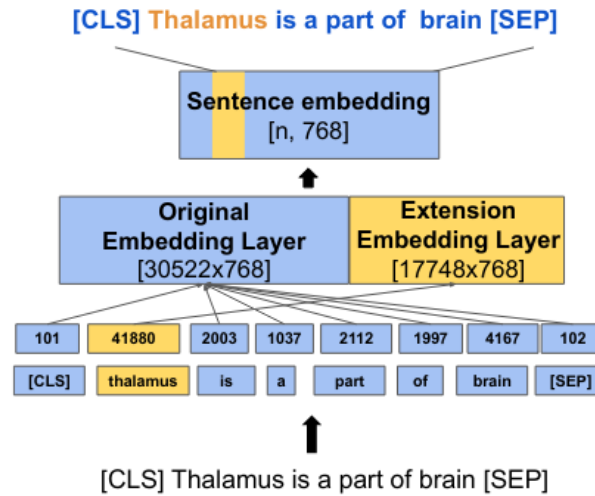 [CLS] Thalamus is a part of brain [SEP]
Sentence embedding
[n, 768]
Original
Embedding Layer
[30522x768]
Extension
Embedding Layer
[17748x768]
101 41880 2003 1037 2112 1997 4167 102
[CLS] thalamus is a part of brain [SEP]
[CLS] Thalamus is a part of brain [SEP]